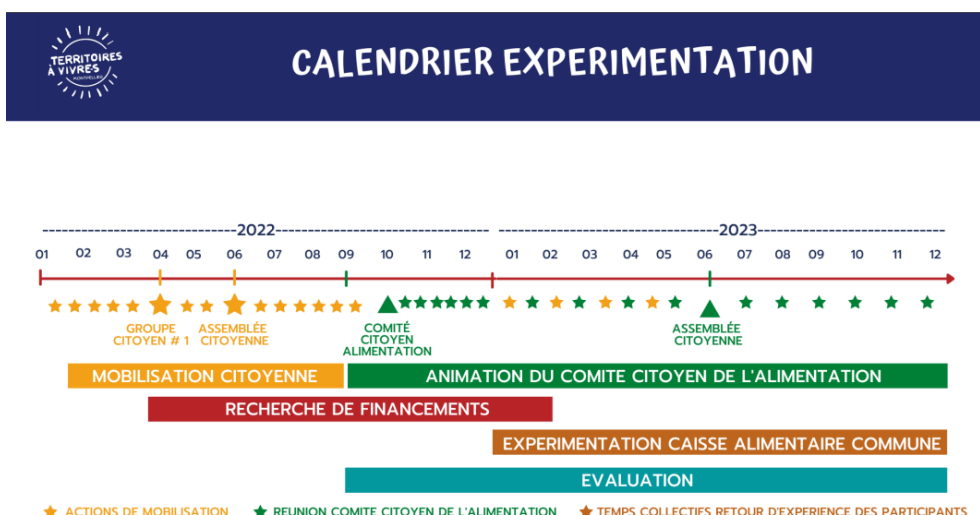 TERRITOIRES
À VIVRES
MONTPELLIER
CALENDRIER EXPERIMENTATION
2022 2023
01 02 03 04 05 06 07 08 09 10 11 12 01 02 03 04 05 06 07 08 09 10 11 12
GROUPE
CITOYEN # 1
ASSEMBLÉE
CITOYENNE
COMITÉ
CITOYEN
ALIMENTATION
ASSEMBLÉE
CITOYENNE
MOBILISATION CITOYENNE
ANIMATION DU COMITE CITOYEN DE L'ALIMENTATION
RECHERCHE DE FINANCEMENTS
EXPERIMENTATION CAISSE ALIMENTAIRE COMMUNE
EVALUATION
ACTIONS DE MOBILISATION
REUNION COMITE CITOYEN DE L'ALIMENTATION
TEMPS COLLECTIFS RETOUR D'EXPERIENCE DES PARTICIPANTS